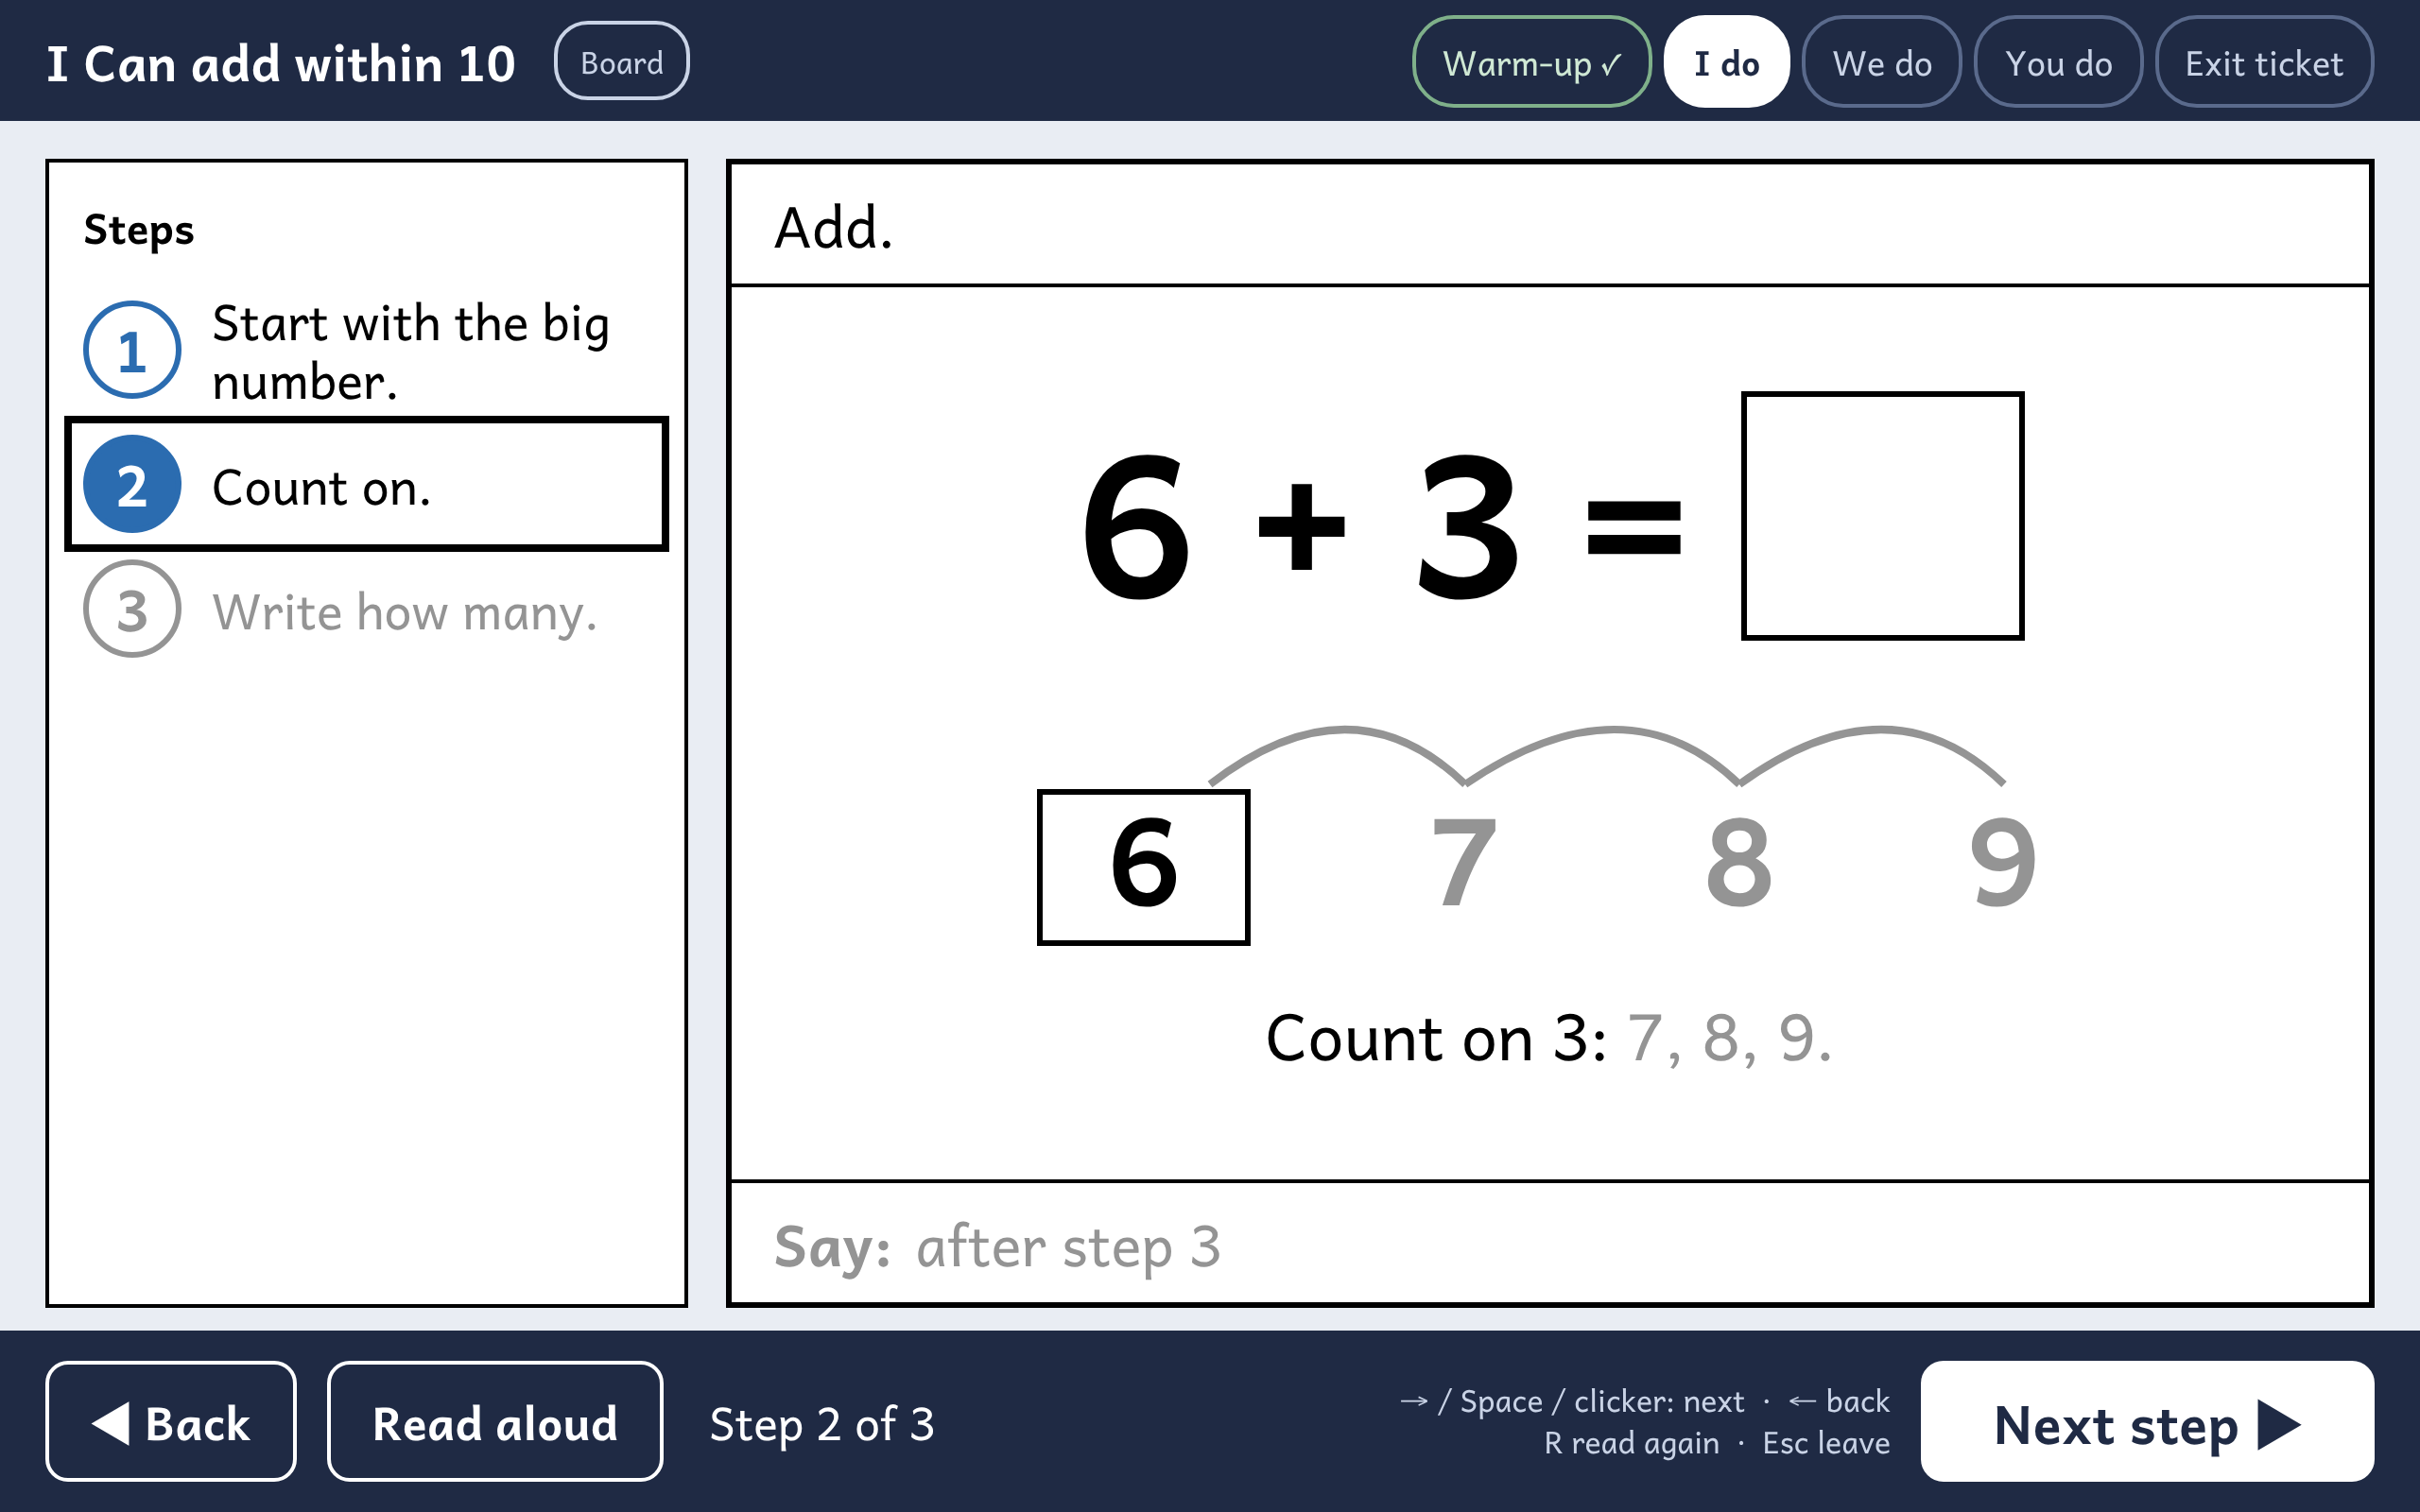 I Can add within 10
Board
Warm-up ✓
I do
We do
You do
Exit ticket
Steps
1 Start with the big
number.
2 Count on.
3 Write how many.
Add.
6 + 3 =
6 7 8 9
Count on 3: 7, 8, 9.
Say: after step 3
◀ Back
Read aloud
Step 2 of 3
→ / Space / clicker: next · ← back
R read again · Esc leave
Next step ▶